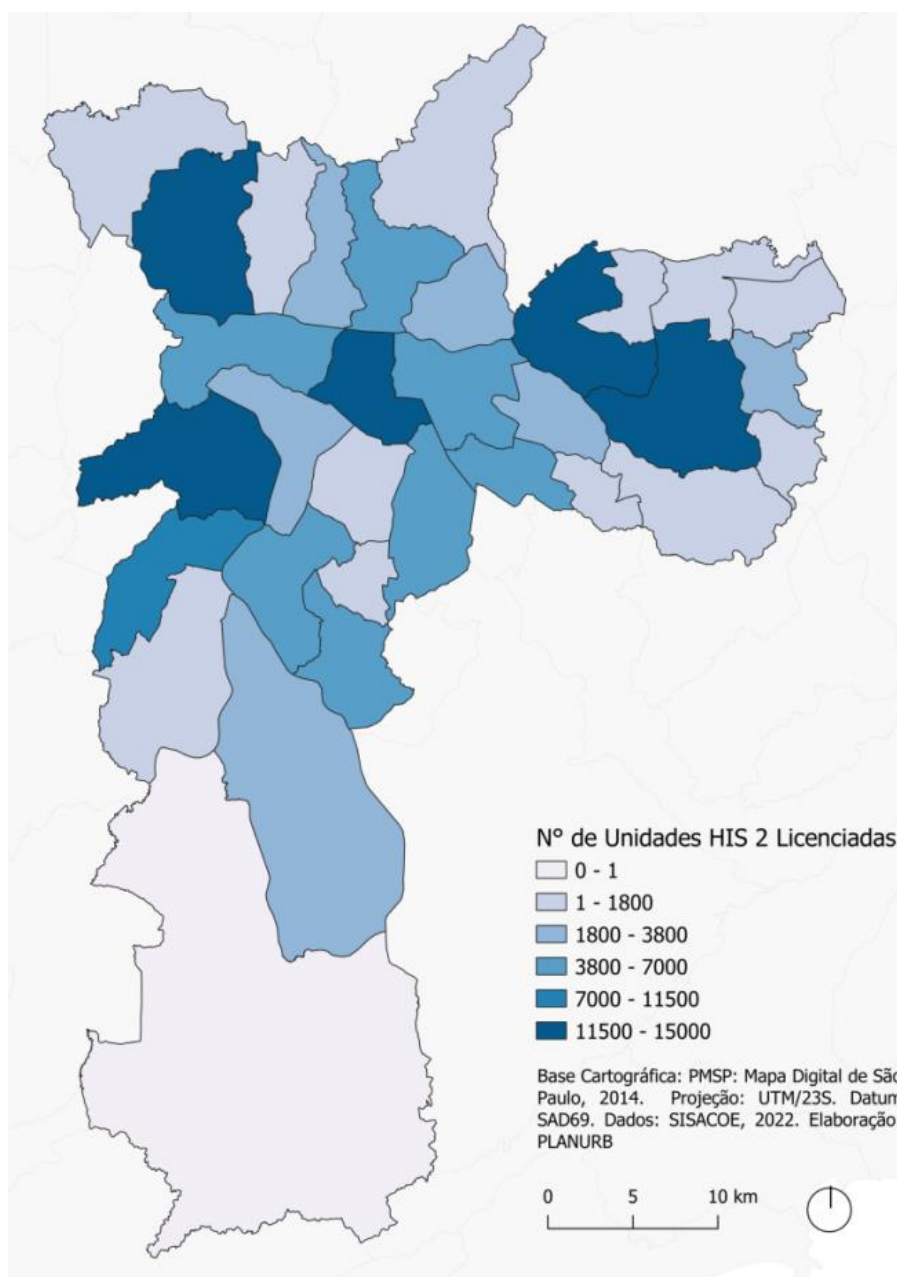 N° de Unidades HIS 2 Licenciadas
0 - 1
1 - 1800
1800 - 3800
3800 - 7000
7000 - 11500
11500 - 15000
Base Cartográfica: PMSP: Mapa Digital de São
Paulo, 2014. Projeção: UTM/23S. Datum
SAD69. Dados: SISACOE, 2022. Elaboração
PLANURB
0 5 10 km